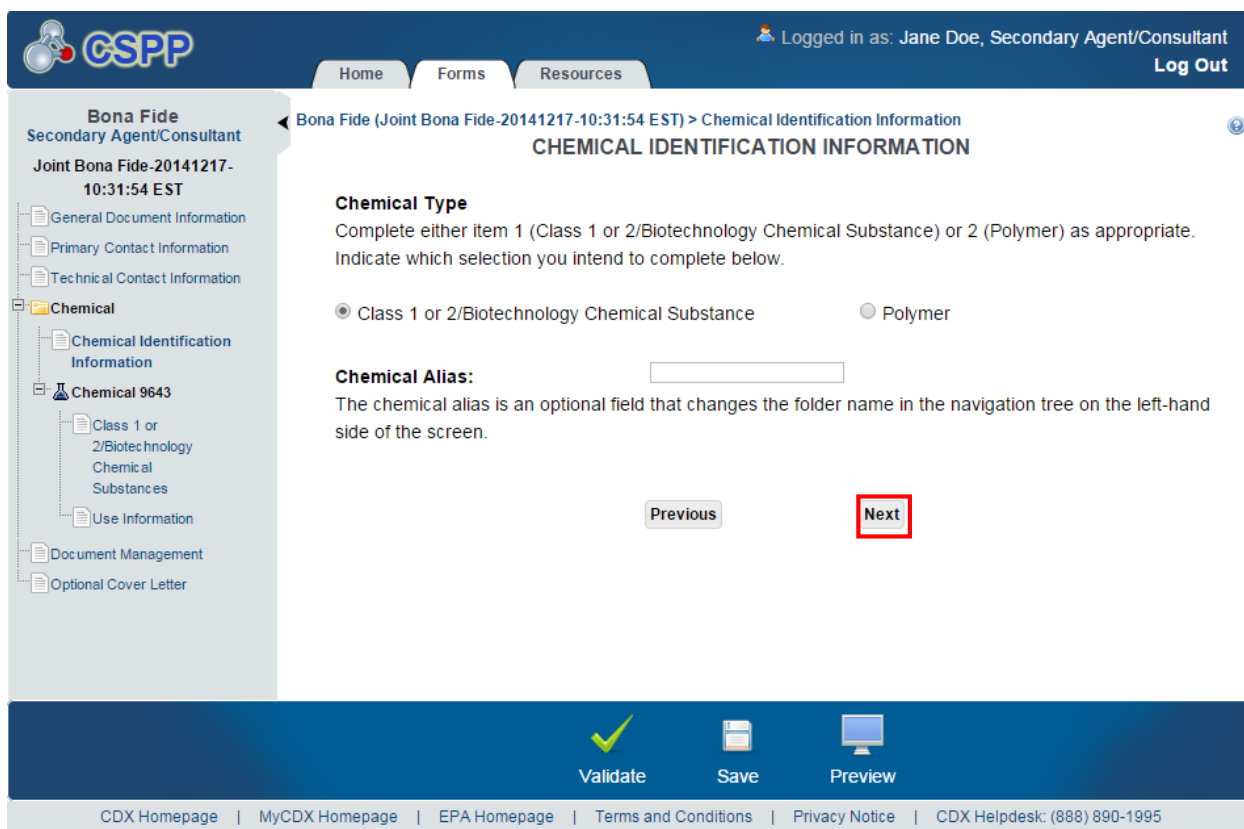 CSPP
Logged in as: Jane Doe, Secondary Agent/Consultant
Log Out
Home Forms Resources
Bona Fide
Secondary Agent/Consultant
Joint Bona Fide-20141217-
10:31:54 EST
General Document Information
Primary Contact Information
Technical Contact Information
Chemical
Chemical Identification
Information
Chemical 9643
Class 1 or
2/Biotechnology
Chemical
Substances
Use Information
Document Management
Optional Cover Letter
Bona Fide (Joint Bona Fide-20141217-10:31:54 EST) > Chemical Identification Information
CHEMICAL IDENTIFICATION INFORMATION
Chemical Type
Complete either item 1 (Class 1 or 2/Biotechnology Chemical Substance) or 2 (Polymer) as appropriate.
Indicate which selection you intend to complete below.
Class 1 or 2/Biotechnology Chemical Substance Polymer
Chemical Alias:
The chemical alias is an optional field that changes the folder name in the navigation tree on the left-hand
side of the screen.
Previous Next
Validate Save Preview
CDX Homepage | MyCDX Homepage | EPA Homepage | Terms and Conditions | Privacy Notice | CDX Helpdesk: (888) 890-1995